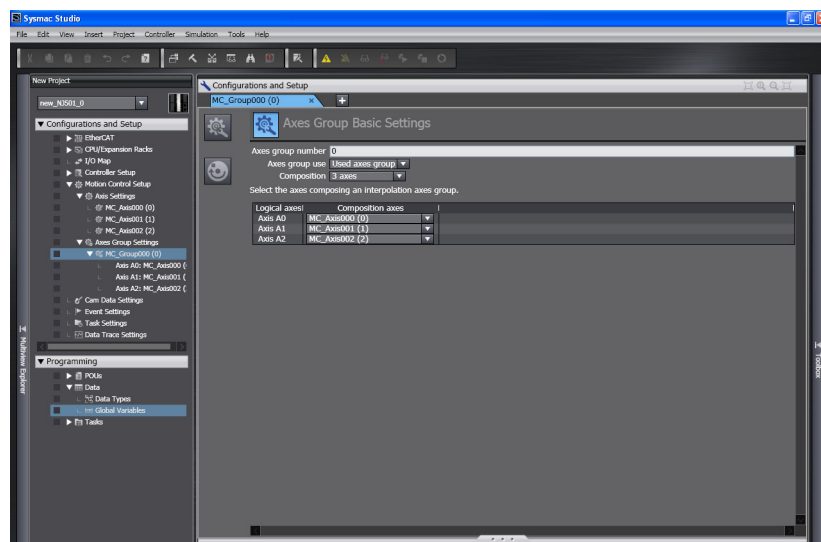 Sysmac Studio
File Edit View Insert Project Controller Simulation Tools Help
New Project
new_NJ501_0
Configurations and Setup
EtherCAT
CPU/Expansion Racks
I/O Map
Controller Setup
Motion Control Setup
Axis Settings
MC_Axis000 (0)
MC_Axis001 (1)
MC_Axis002 (2)
Axes Group Settings
MC_Group000 (0)
Axis A0: MC_Axis000 (
Axis A1: MC_Axis001 (
Axis A2: MC_Axis002 (
Cam Data Settings
Event Settings
Task Settings
Data Trace Settings
Programming
POUs
Data
Data Types
Global Variables
Tasks
Multiview Explorer
Configurations and Setup
MC_Group000 (0) x +
Axes Group Basic Settings
Axes group number 0
Axes group use Used axes group
Composition 3 axes
Select the axes composing an interpolation axes group.
Logical axes Composition axes
Axis A0 MC_Axis000 (0)
Axis A1 MC_Axis001 (1)
Axis A2 MC_Axis002 (2)
Toolbox